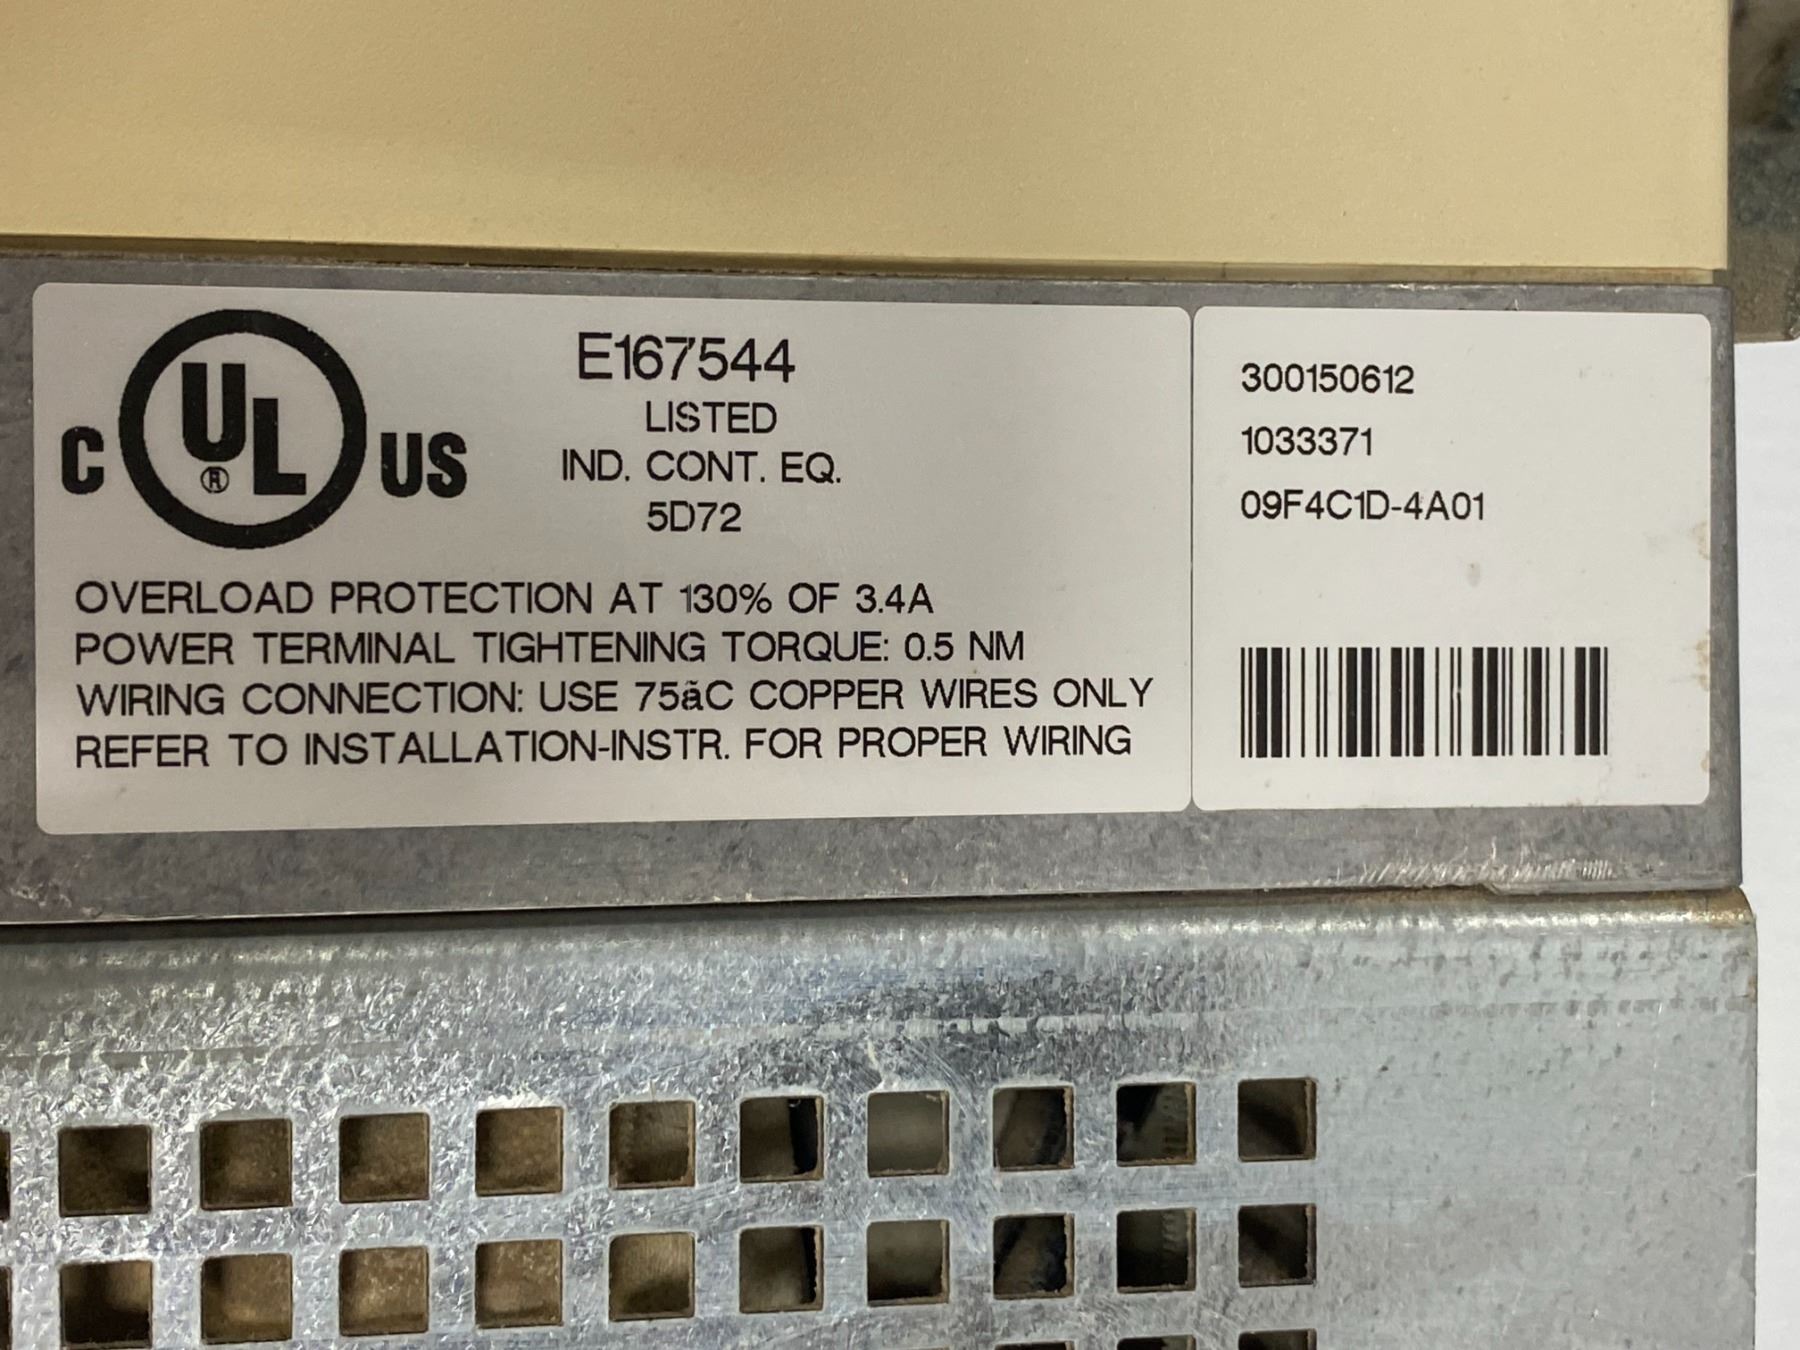 C UL ® US
E167544
LISTED
IND. CONT. EQ.
5D72
OVERLOAD PROTECTION AT 130% OF 3.4A
POWER TERMINAL TIGHTENING TORQUE: 0.5 NM
WIRING CONNECTION: USE 75ãC COPPER WIRES ONLY
REFER TO INSTALLATION-INSTR. FOR PROPER WIRING
300150612
1033371
09F4C1D-4A01